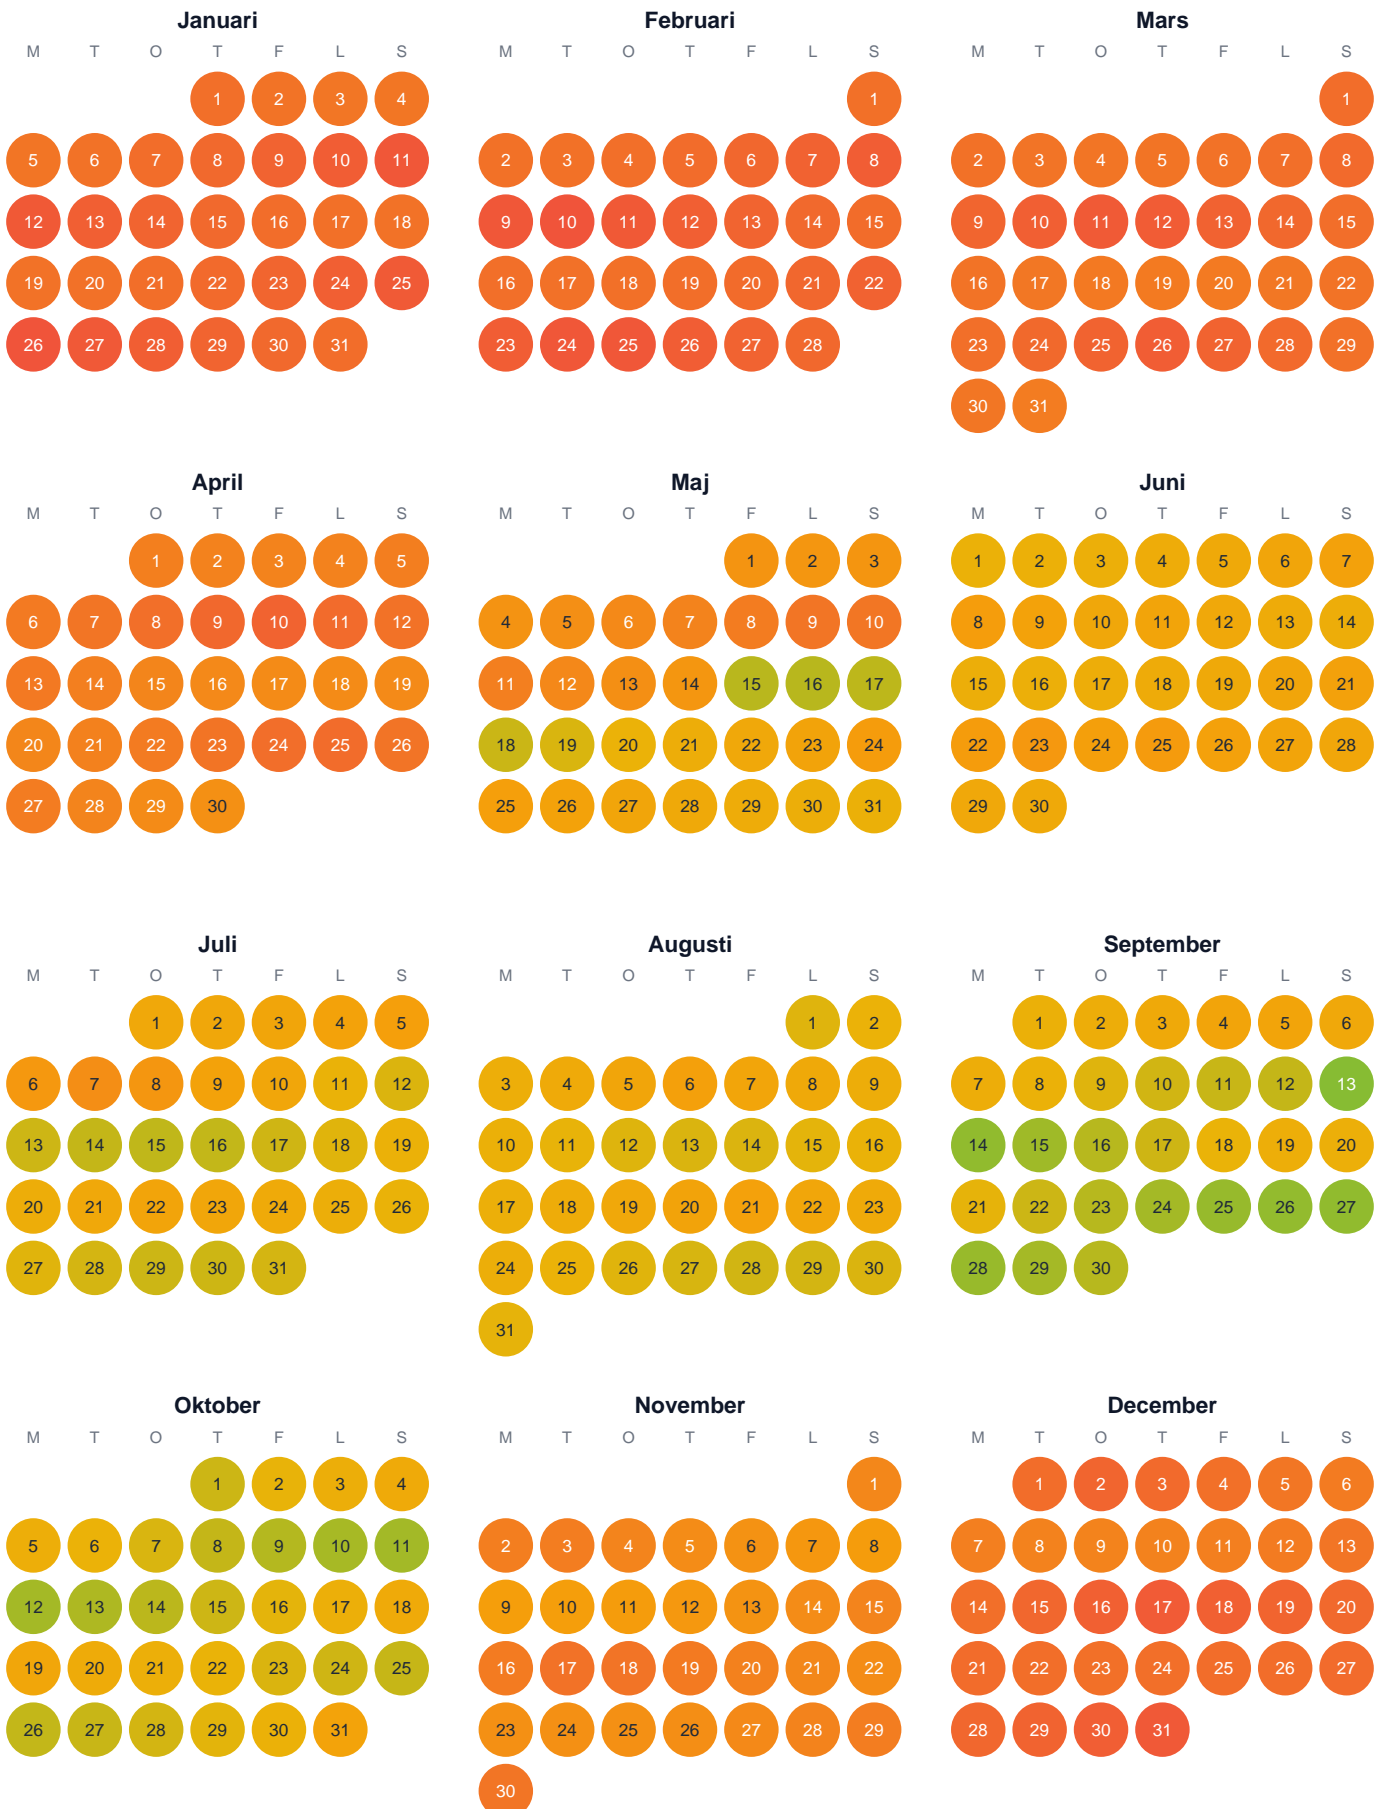 Januari Februari Mars
M T O T F L S M T O T F L S M T O T F L S
1 2 3 4 1 1
5 6 7 8 9 10 11 2 3 4 5 6 7 8 2 3 4 5 6 7 8
12 13 14 15 16 17 18 9 10 11 12 13 14 15 9 10 11 12 13 14 15
19 20 21 22 23 24 25 16 17 18 19 20 21 22 16 17 18 19 20 21 22
26 27 28 29 30 31 23 24 25 26 27 28 23 24 25 26 27 28 29
30 31
April Maj Juni
M T O T F L S M T O T F L S M T O T F L S
1 2 3 4 5 1 2 3 1 2 3 4 5 6 7
6 7 8 9 10 11 12 4 5 6 7 8 9 10 8 9 10 11 12 13 14
13 14 15 16 17 18 19 11 12 13 14 15 16 17 15 16 17 18 19 20 21
20 21 22 23 24 25 26 18 19 20 21 22 23 24 22 23 24 25 26 27 28
27 28 29 30 25 26 27 28 29 30 31 29 30
Juli Augusti September
M T O T F L S M T O T F L S M T O T F L S
1 2 3 4 5 1 2 1 2 3 4 5 6
6 7 8 9 10 11 12 3 4 5 6 7 8 9 7 8 9 10 11 12 13
13 14 15 16 17 18 19 10 11 12 13 14 15 16 14 15 16 17 18 19 20
20 21 22 23 24 25 26 17 18 19 20 21 22 23 21 22 23 24 25 26 27
27 28 29 30 31 24 25 26 27 28 29 30 28 29 30
31
Oktober November December
M T O T F L S M T O T F L S M T O T F L S
1 2 3 4 1 1 2 3 4 5 6
5 6 7 8 9 10 11 2 3 4 5 6 7 8 7 8 9 10 11 12 13
12 13 14 15 16 17 18 9 10 11 12 13 14 15 14 15 16 17 18 19 20
19 20 21 22 23 24 25 16 17 18 19 20 21 22 21 22 23 24 25 26 27
26 27 28 29 30 31 23 24 25 26 27 28 29 28 29 30 31
30